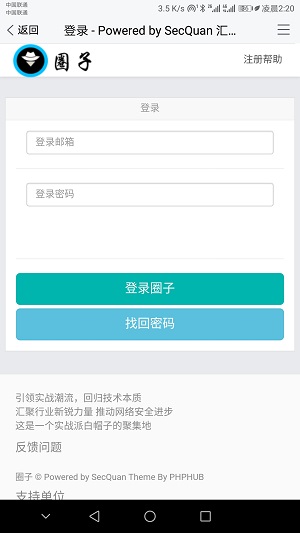 中国联通
中国联通
3.5 K/s 凌晨2:20
返回 登录 - Powered by SecQuan 汇...
圈子 注册帮助
登录
登录邮箱
登录密码
登录圈子
找回密码
引领实战潮流，回归技术本质
汇聚行业新锐力量 推动网络安全进步
这是一个实战派白帽子的聚集地
反馈问题
圈子 © Powered by SecQuan Theme By PHPHUB
支持单位